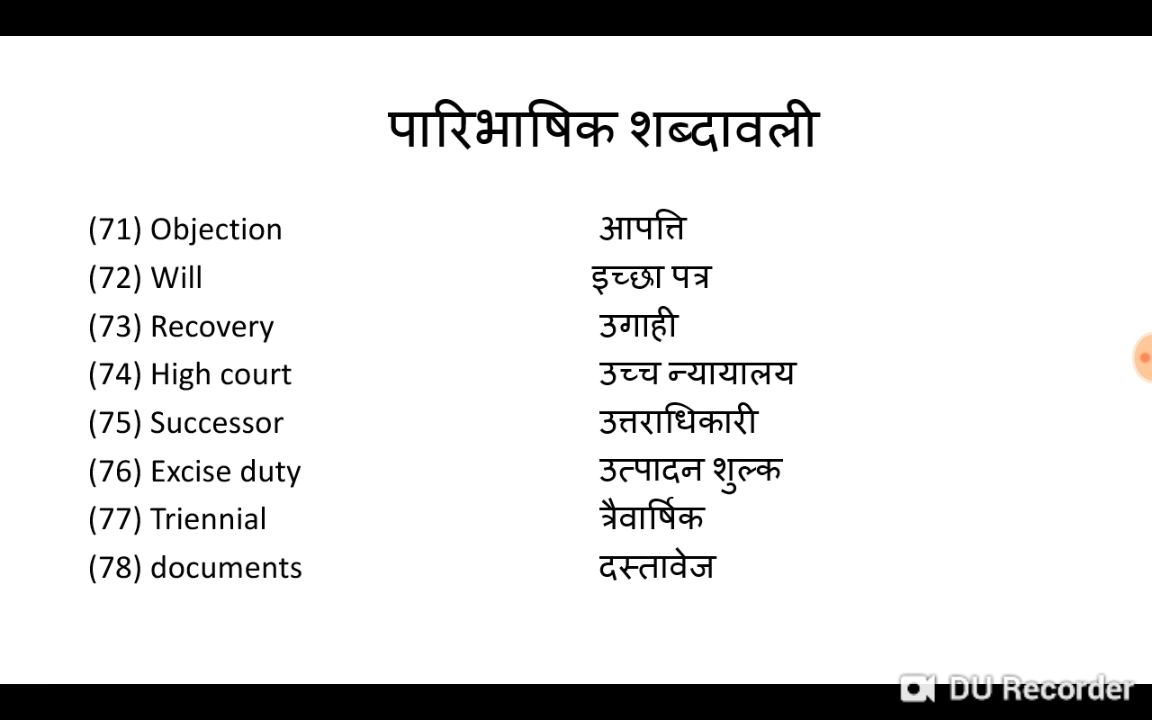 पारिभाषिक शब्दावली
(71) Objection आपत्ति
(72) Will इच्छा पत्र
(73) Recovery उगाही
(74) High court उच्च न्यायालय
(75) Successor उत्तराधिकारी
(76) Excise duty उत्पादन शुल्क
(77) Triennial त्रैवार्षिक
(78) documents दस्तावेज
DU Recorder